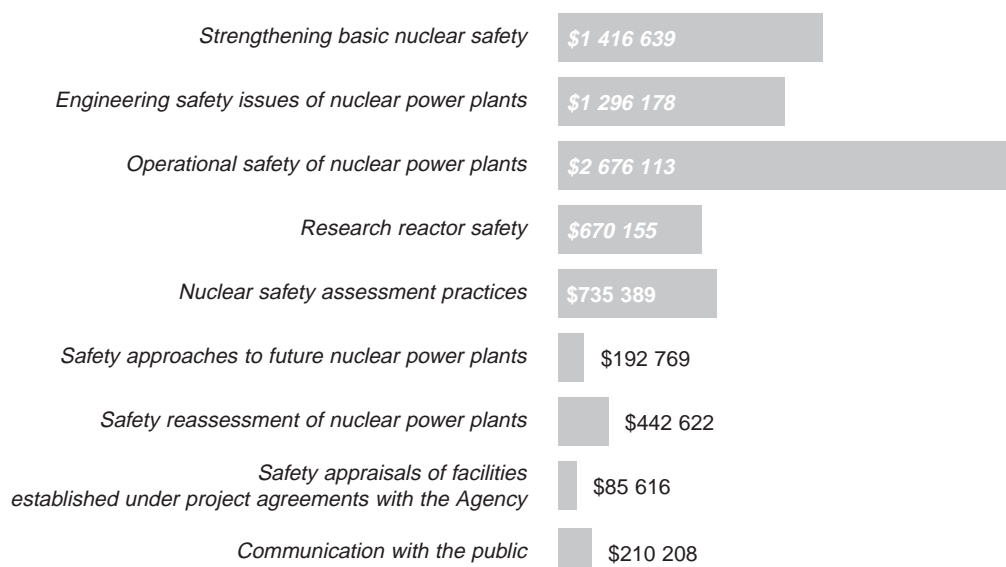 Strengthening basic nuclear safety $1 416 639
Engineering safety issues of nuclear power plants $1 296 178
Operational safety of nuclear power plants $2 676 113
Research reactor safety $670 155
Nuclear safety assessment practices $735 389
Safety approaches to future nuclear power plants $192 769
Safety reassessment of nuclear power plants $442 622
Safety appraisals of facilities
established under project agreements with the Agency $85 616
Communication with the public $210 208